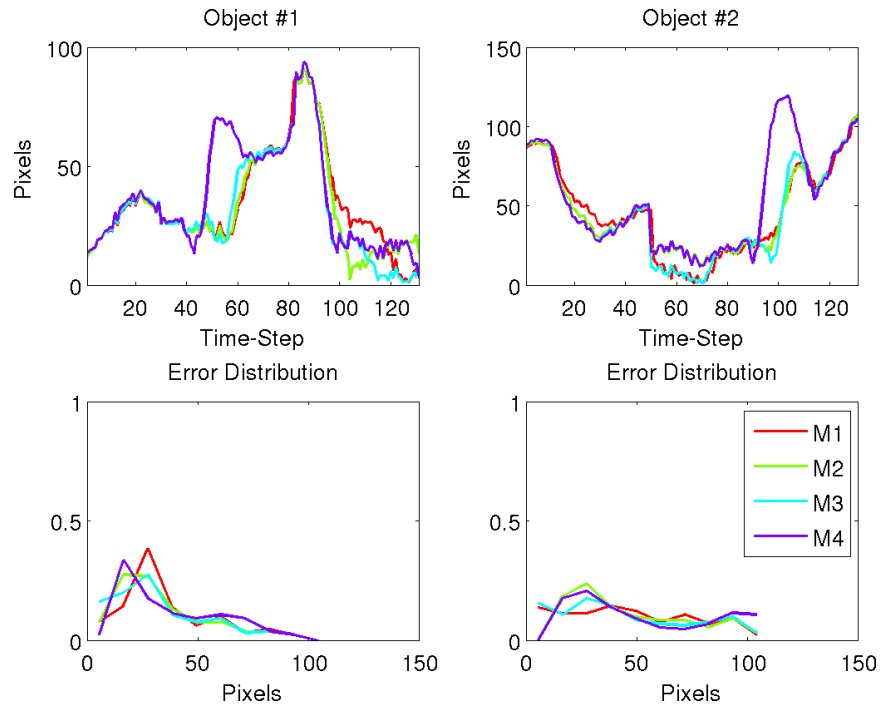 Object #1
Pixels
100
50
0
20 40 60 80 100 120
Time-Step
Object #2
Pixels
150
100
50
0
20 40 60 80 100 120
Time-Step
Error Distribution
1
0.5
0
0 50 100 150
Pixels
Error Distribution
1
0.5
0
0 50 100 150
Pixels
M1
M2
M3
M4